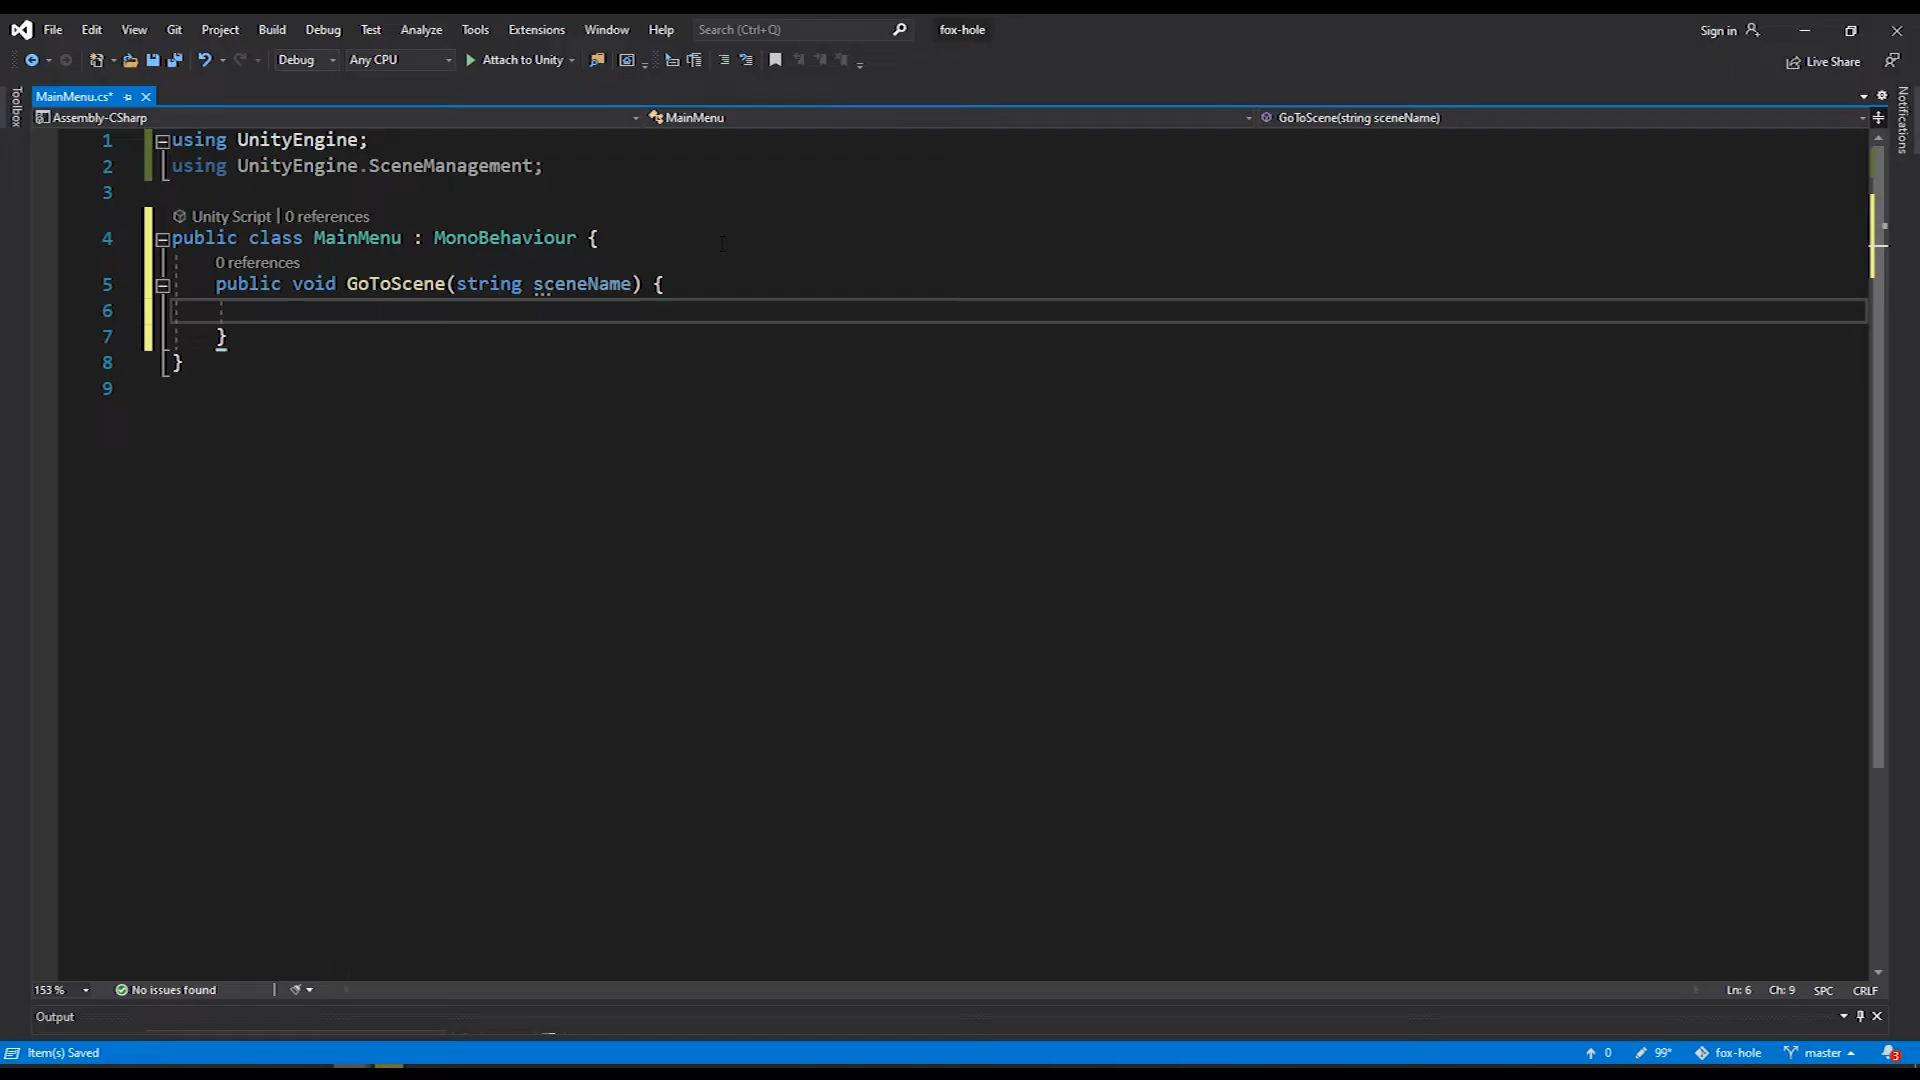 File Edit View Git Project Build Debug Test Analyze Tools Extensions Window Help Search (Ctrl+Q) fox-hole Sign in
Debug Any CPU Attach to Unity Live Share
Toolbox
MainMenu.cs*
Notifications
Assembly-CSharp MainMenu GoToScene(string sceneName)
1 using UnityEngine;
2 using UnityEngine.SceneManagement;
3
Unity Script | 0 references
4 public class MainMenu : MonoBehaviour {
0 references
5 public void GoToScene(string sceneName) {
6
7 }
8 }
9
153 % No issues found Ln: 6 Ch: 9 SPC CRLF
Output
Item(s) Saved 0 99* fox-hole master 3